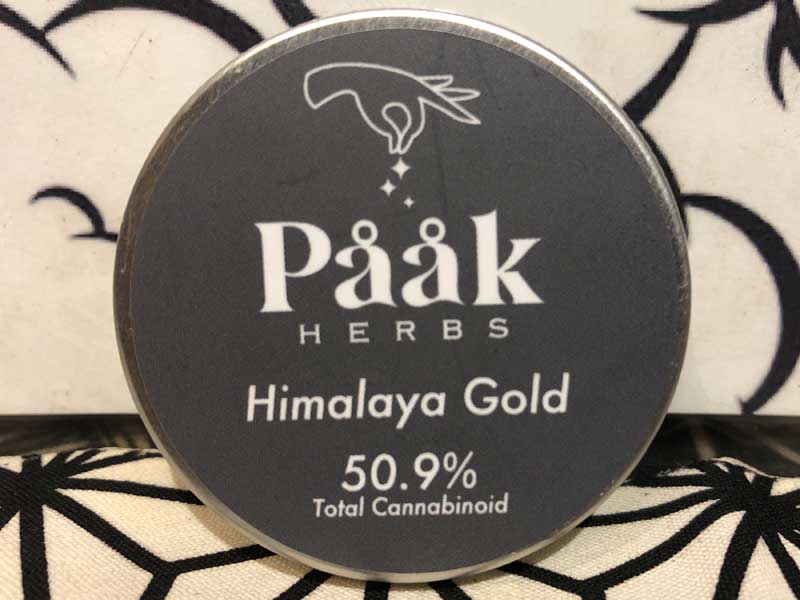 Pååk
HERBS
Himalaya Gold
50.9%
Total Cannabinoid